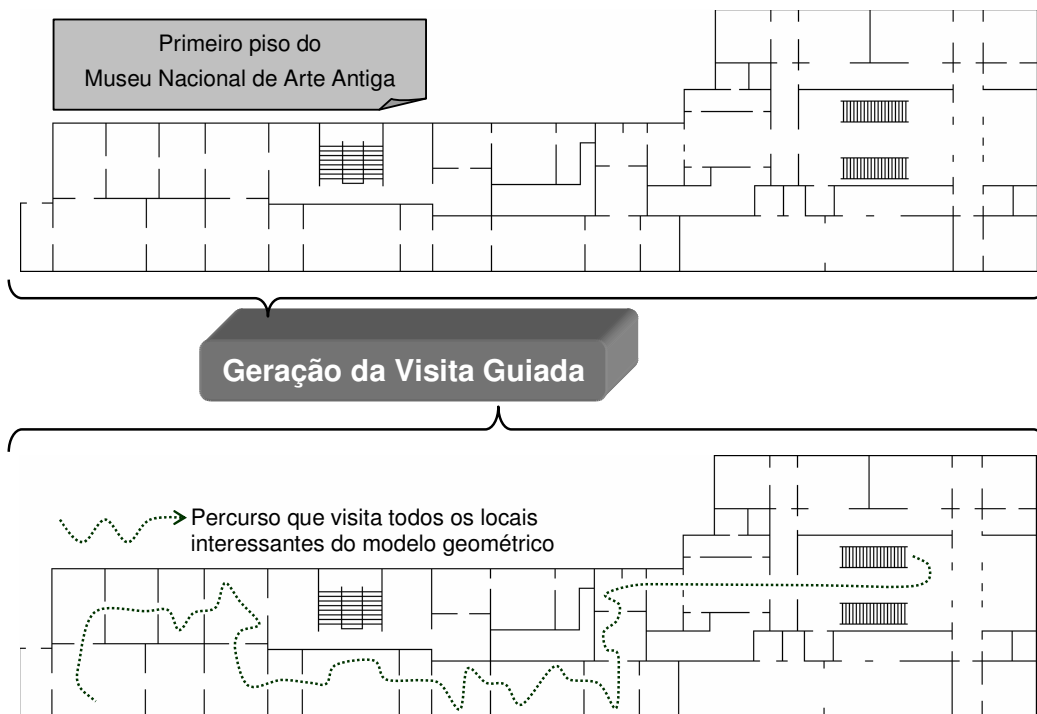 Primeiro piso do
Museu Nacional de Arte Antiga
Geração da Visita Guiada
Percurso que visita todos os locais
interessantes do modelo geométrico